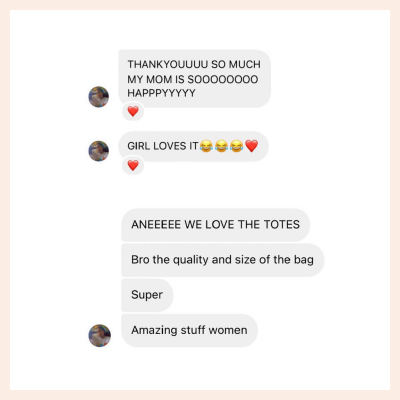 THANKYOUUUU SO MUCH
MY MOM IS SOOOOOOOO
HAPPPYYYYY
❤️
GIRL LOVES IT😂😂😂❤️
❤️
ANEEEEE WE LOVE THE TOTES
Bro the quality and size of the bag
Super
Amazing stuff women